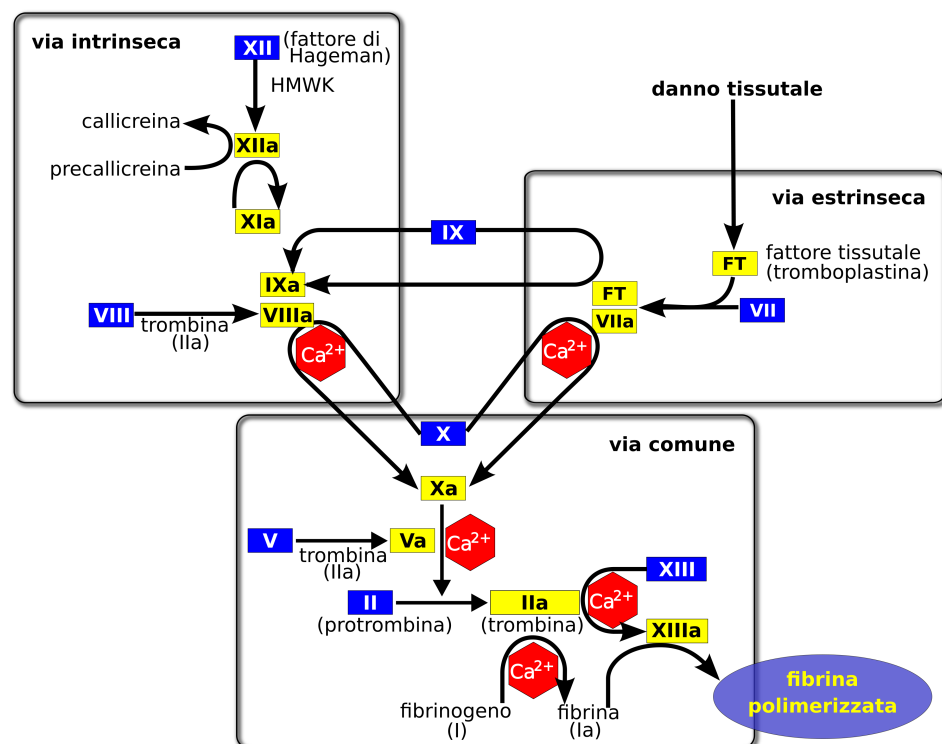 via intrinseca
XII
(fattore di
Hageman)
HMWK
callicreina
XIIa
precallicreina
XIa
IXa
VIII
VIIIa
trombina
(IIa)
Ca2+
IX
danno tissutale
via estrinseca
FT
fattore tissutale
(tromboplastina)
FT
VII
VIIa
Ca2+
X
via comune
Xa
V
Va
Ca2+
trombina
(IIa)
II
(protrombina)
IIa
(trombina)
XIII
Ca2+
XIIIa
Ca2+
fibrinogeno
(I)
fibrina
(Ia)
fibrina
polimerizzata